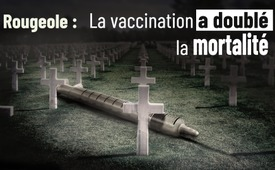 Rougeole : La vaccination a doublé
la mortalité